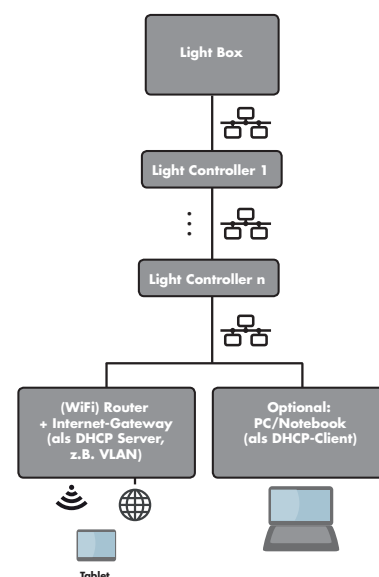 Light Box
Light Controller 1
Light Controller n
(WiFi) Router
+ Internet-Gateway
(als DHCP Server,
z.B. VLAN)
Optional:
PC/Notebook
(als DHCP-Client)
Tablet